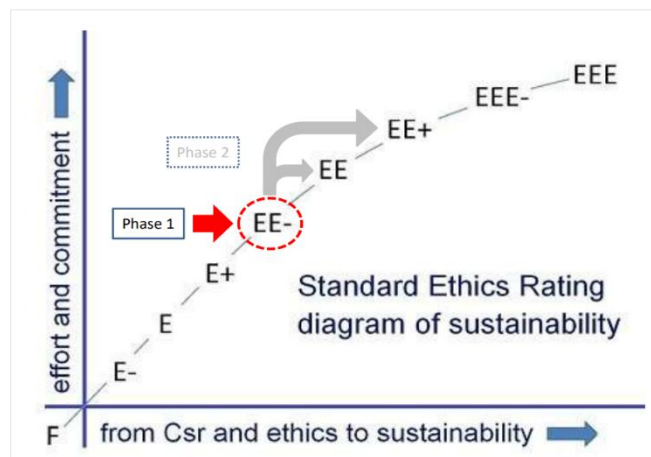 EEE
EEE-
EE+
Phase 2
EE
Phase 1
EE-
E+
Standard Ethics Rating
diagram of sustainability
E
E-
F
effort and commitment
from Csr and ethics to sustainability